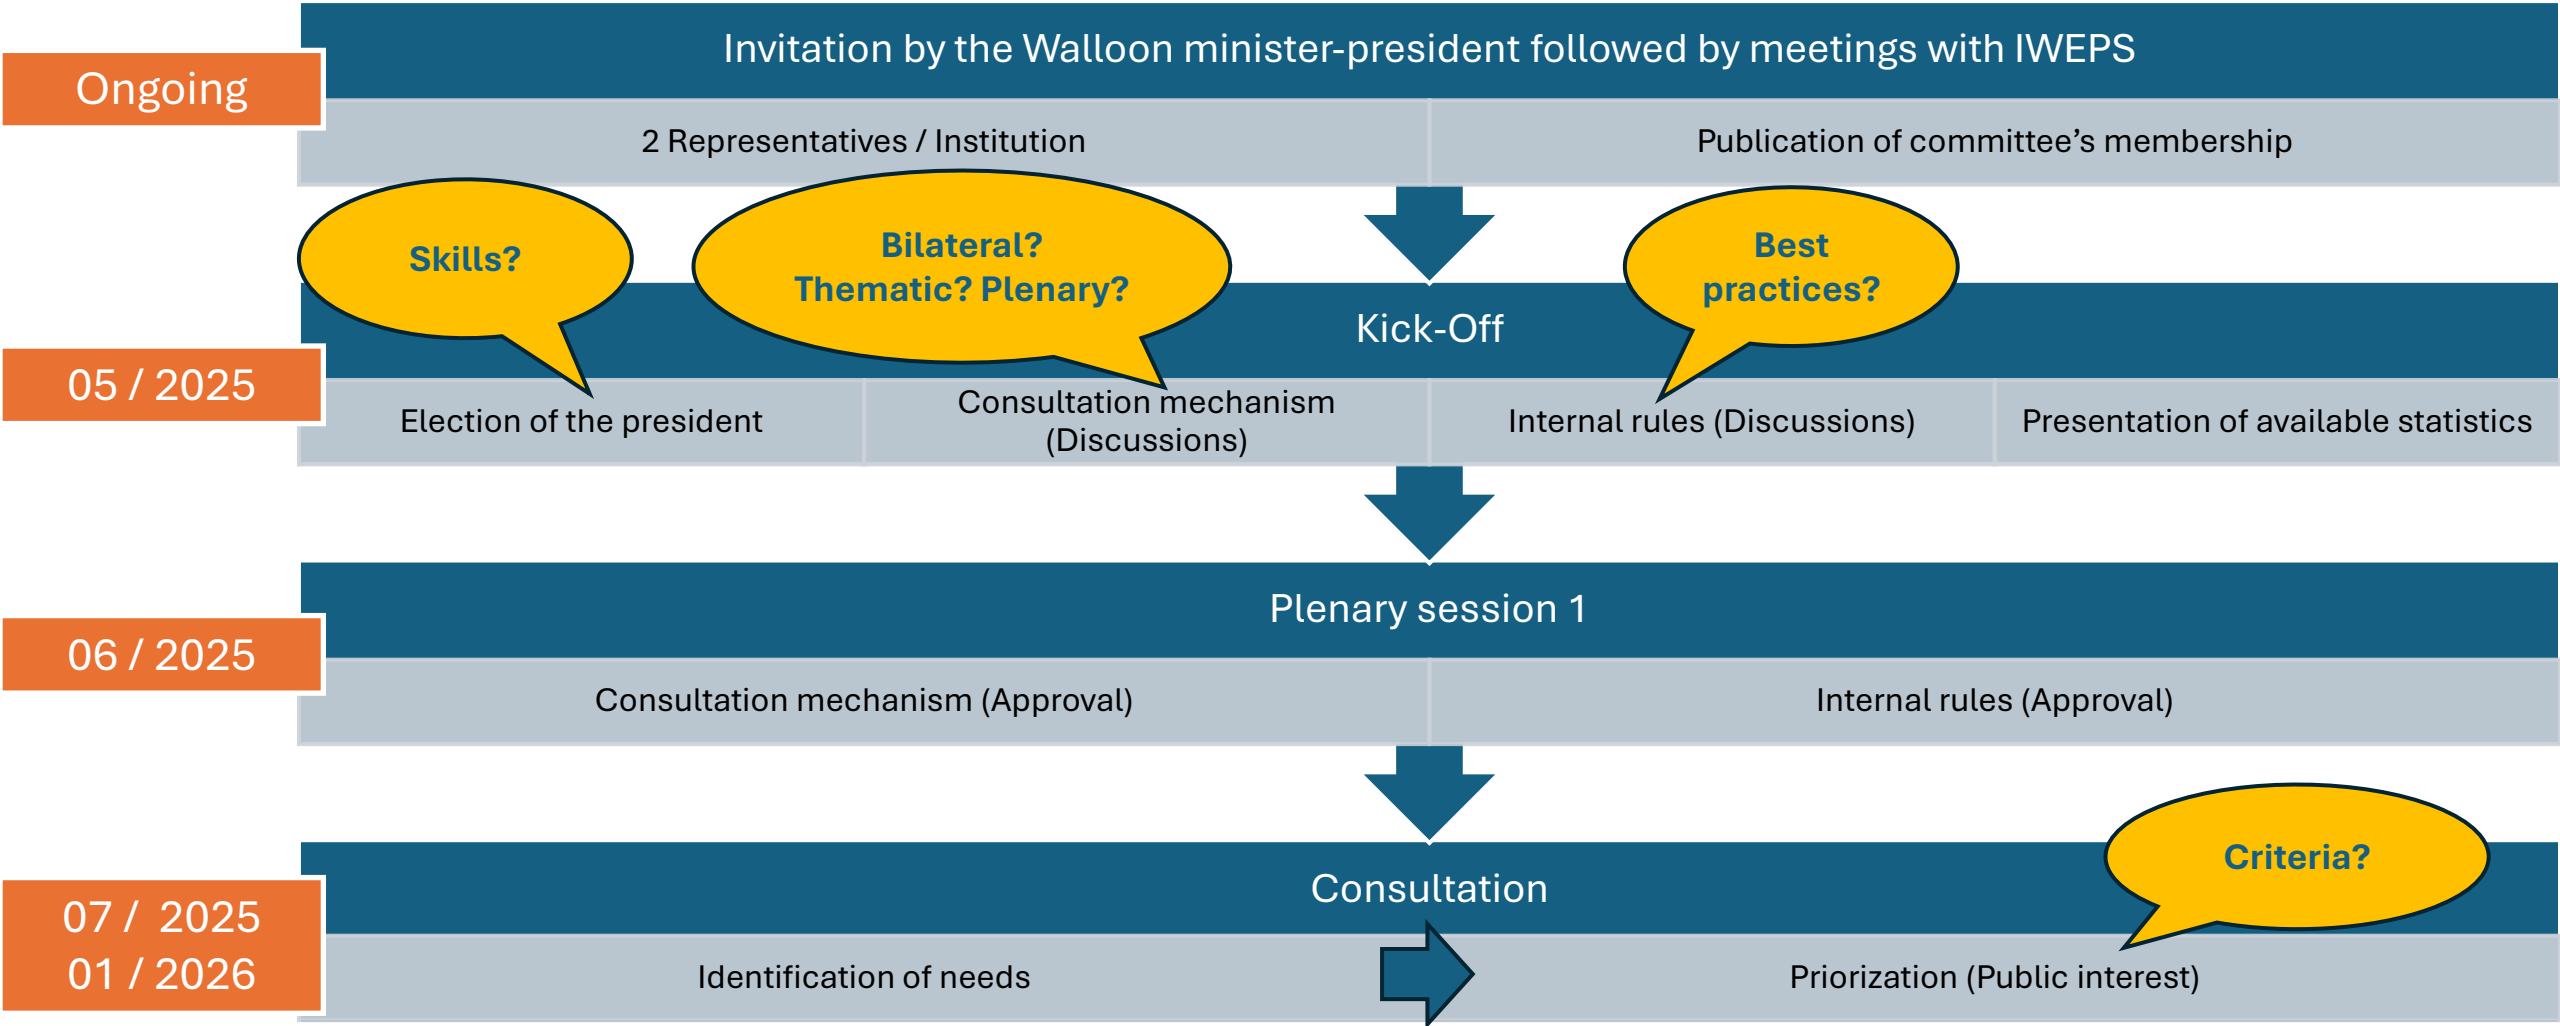 Invitation by the Walloon minister-president followed by meetings with IWEPS
Ongoing
2 Representatives / Institution
Publication of committee’s membership
Skills?
Bilateral?
Thematic? Plenary?
Best
practices?
Kick-Off
05 / 2025
Election of the president
Consultation mechanism
(Discussions)
Internal rules (Discussions)
Presentation of available statistics
Plenary session 1
06 / 2025
Consultation mechanism (Approval)
Internal rules (Approval)
Criteria?
Consultation
07 /  2025
01 / 2026
Identification of needs
Priorization (Public interest)